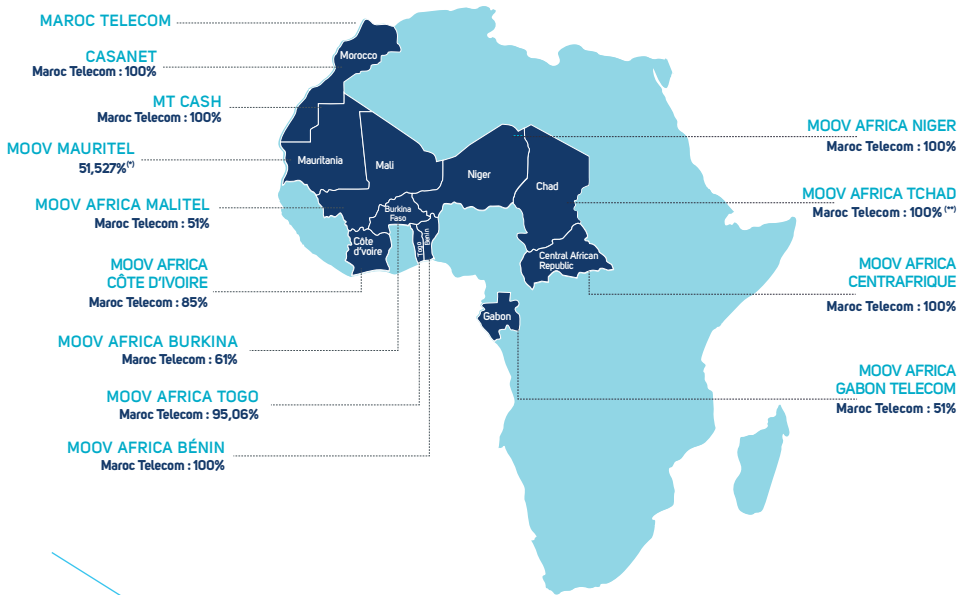 MAROC TELECOM
CASANET
Maroc Telecom : 100%
MT CASH
Maroc Telecom : 100%
MOOV MAURITEL
51,527%(*)
MOOV AFRICA MALITEL
Maroc Telecom : 51%
MOOV AFRICA
CÔTE D'IVOIRE
Maroc Telecom : 85%
MOOV AFRICA BURKINA
Maroc Telecom : 61%
MOOV AFRICA TOGO
Maroc Telecom : 95,06%
MOOV AFRICA BÉNIN
Maroc Telecom : 100%
Morocco
Mauritania
Mali
Niger
Chad
Burkina
Faso
Côte
d'voire
Togo
Bénin
Central African
Republic
Gabon
MOOV AFRICA NIGER
Maroc Telecom : 100%
MOOV AFRICA TCHAD
Maroc Telecom : 100% (**)
MOOV AFRICA
CENTRAFRIQUE
Maroc Telecom : 100%
MOOV AFRICA
GABON TELECOM
Maroc Telecom : 51%